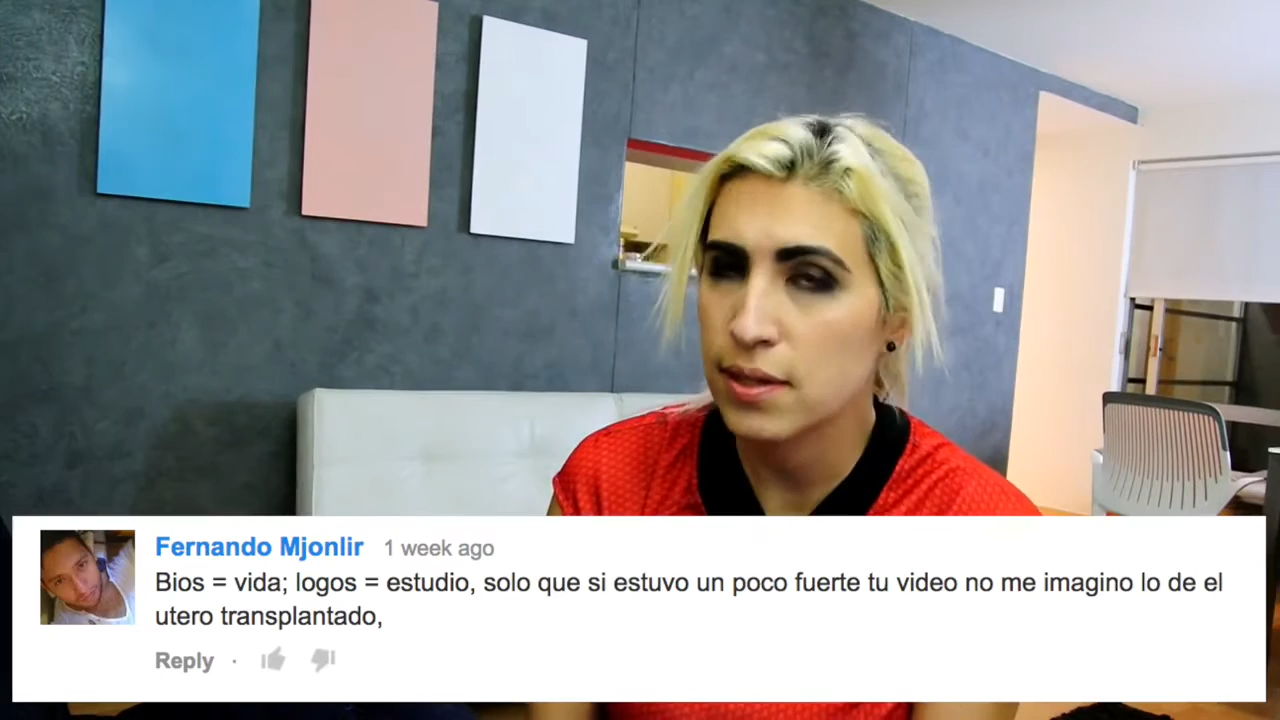 Fernando Mjonlir 1 week ago
Bios = vida; logos = estudio, solo que si estuvo un poco fuerte tu video no me imagino lo de el
utero transplantado,
Reply ·